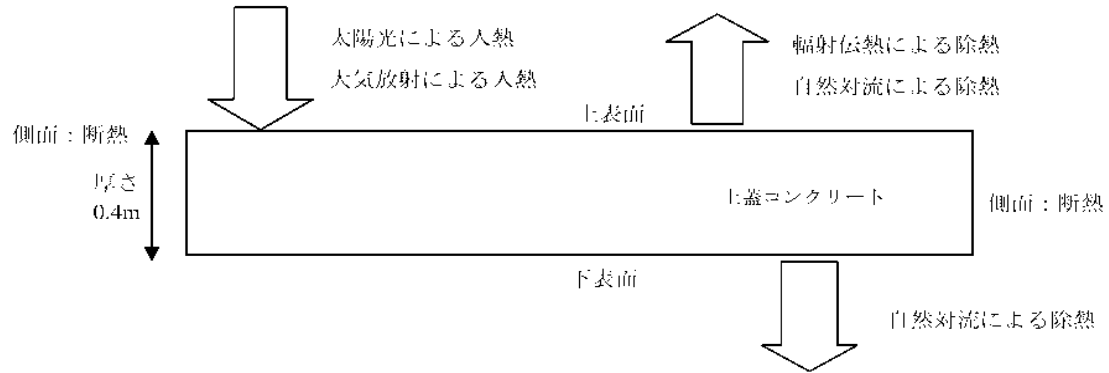 太陽光による入熱
大気放射による入熱
輻射伝熱による除熱
自然対流による除熱
上表面
側面：断熱
厚さ
0.4m
上蓋コンクリート
側面：断熱
下表面
自然対流による除熱